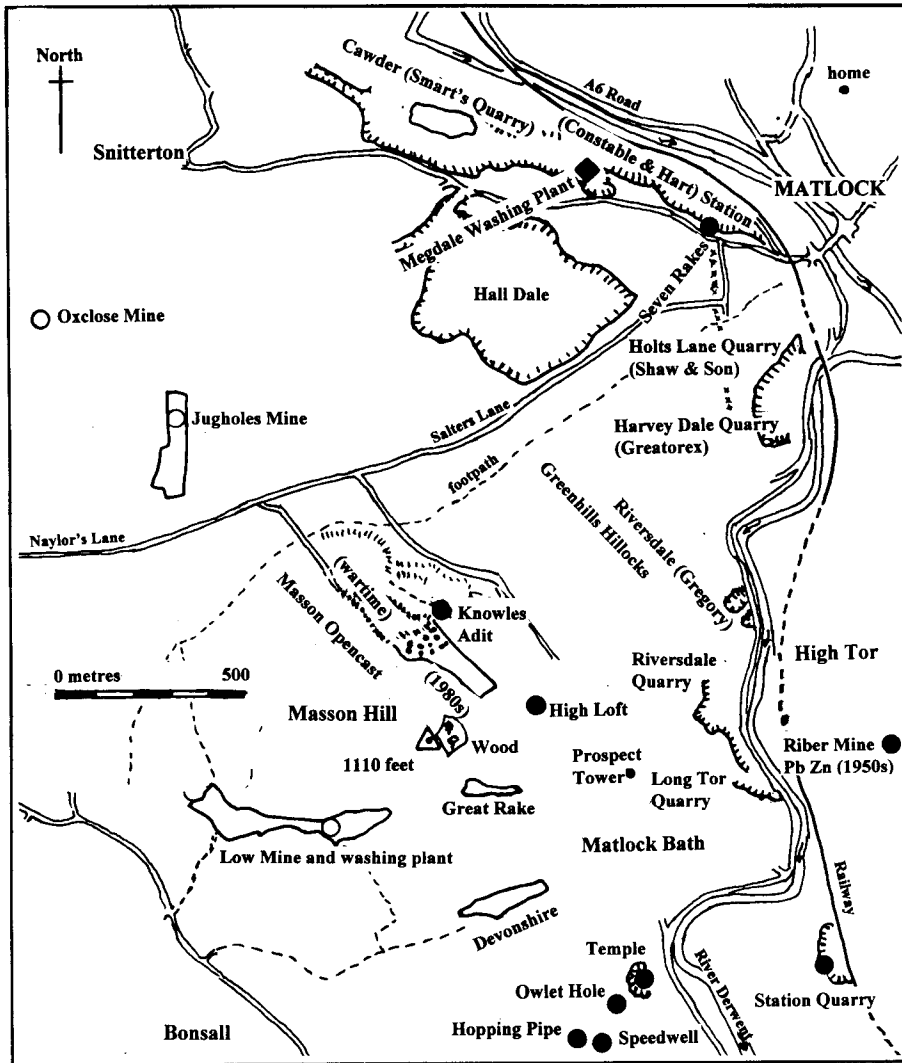 North
Cawder (Smart's Quarry)
(Constable & Hart)
A6 Road
home
Snitterton
Station
MATLOCK
Megdale Washing Plant
Hall Dale
Seven Rakes
Oxclose Mine
Holts Lane Quarry
(Shaw & Son)
Jugholes Mine
Salters Lane
Harvey Dale Quarry
(Greatorex)
footpath
Greenhills Hillocks
Riversdale (Gregory)
Naylor's Lane
(wartime)
Masson Opencast
(1980s)
Knowles
Adit
0 metres
500
Riversdale
Quarry
High Tor
Masson Hill
High Loft
1110 feet
Wood
Prospect
Tower
Riber Mine
Pb Zn (1950s)
Great Rake
Long Tor
Quarry
Low Mine and washing plant
Matlock Bath
Railway
Devonshire
Temple
River Derwent
Owlet Hole
Station Quarry
Bonsall
Hopping Pipe
Speedwell